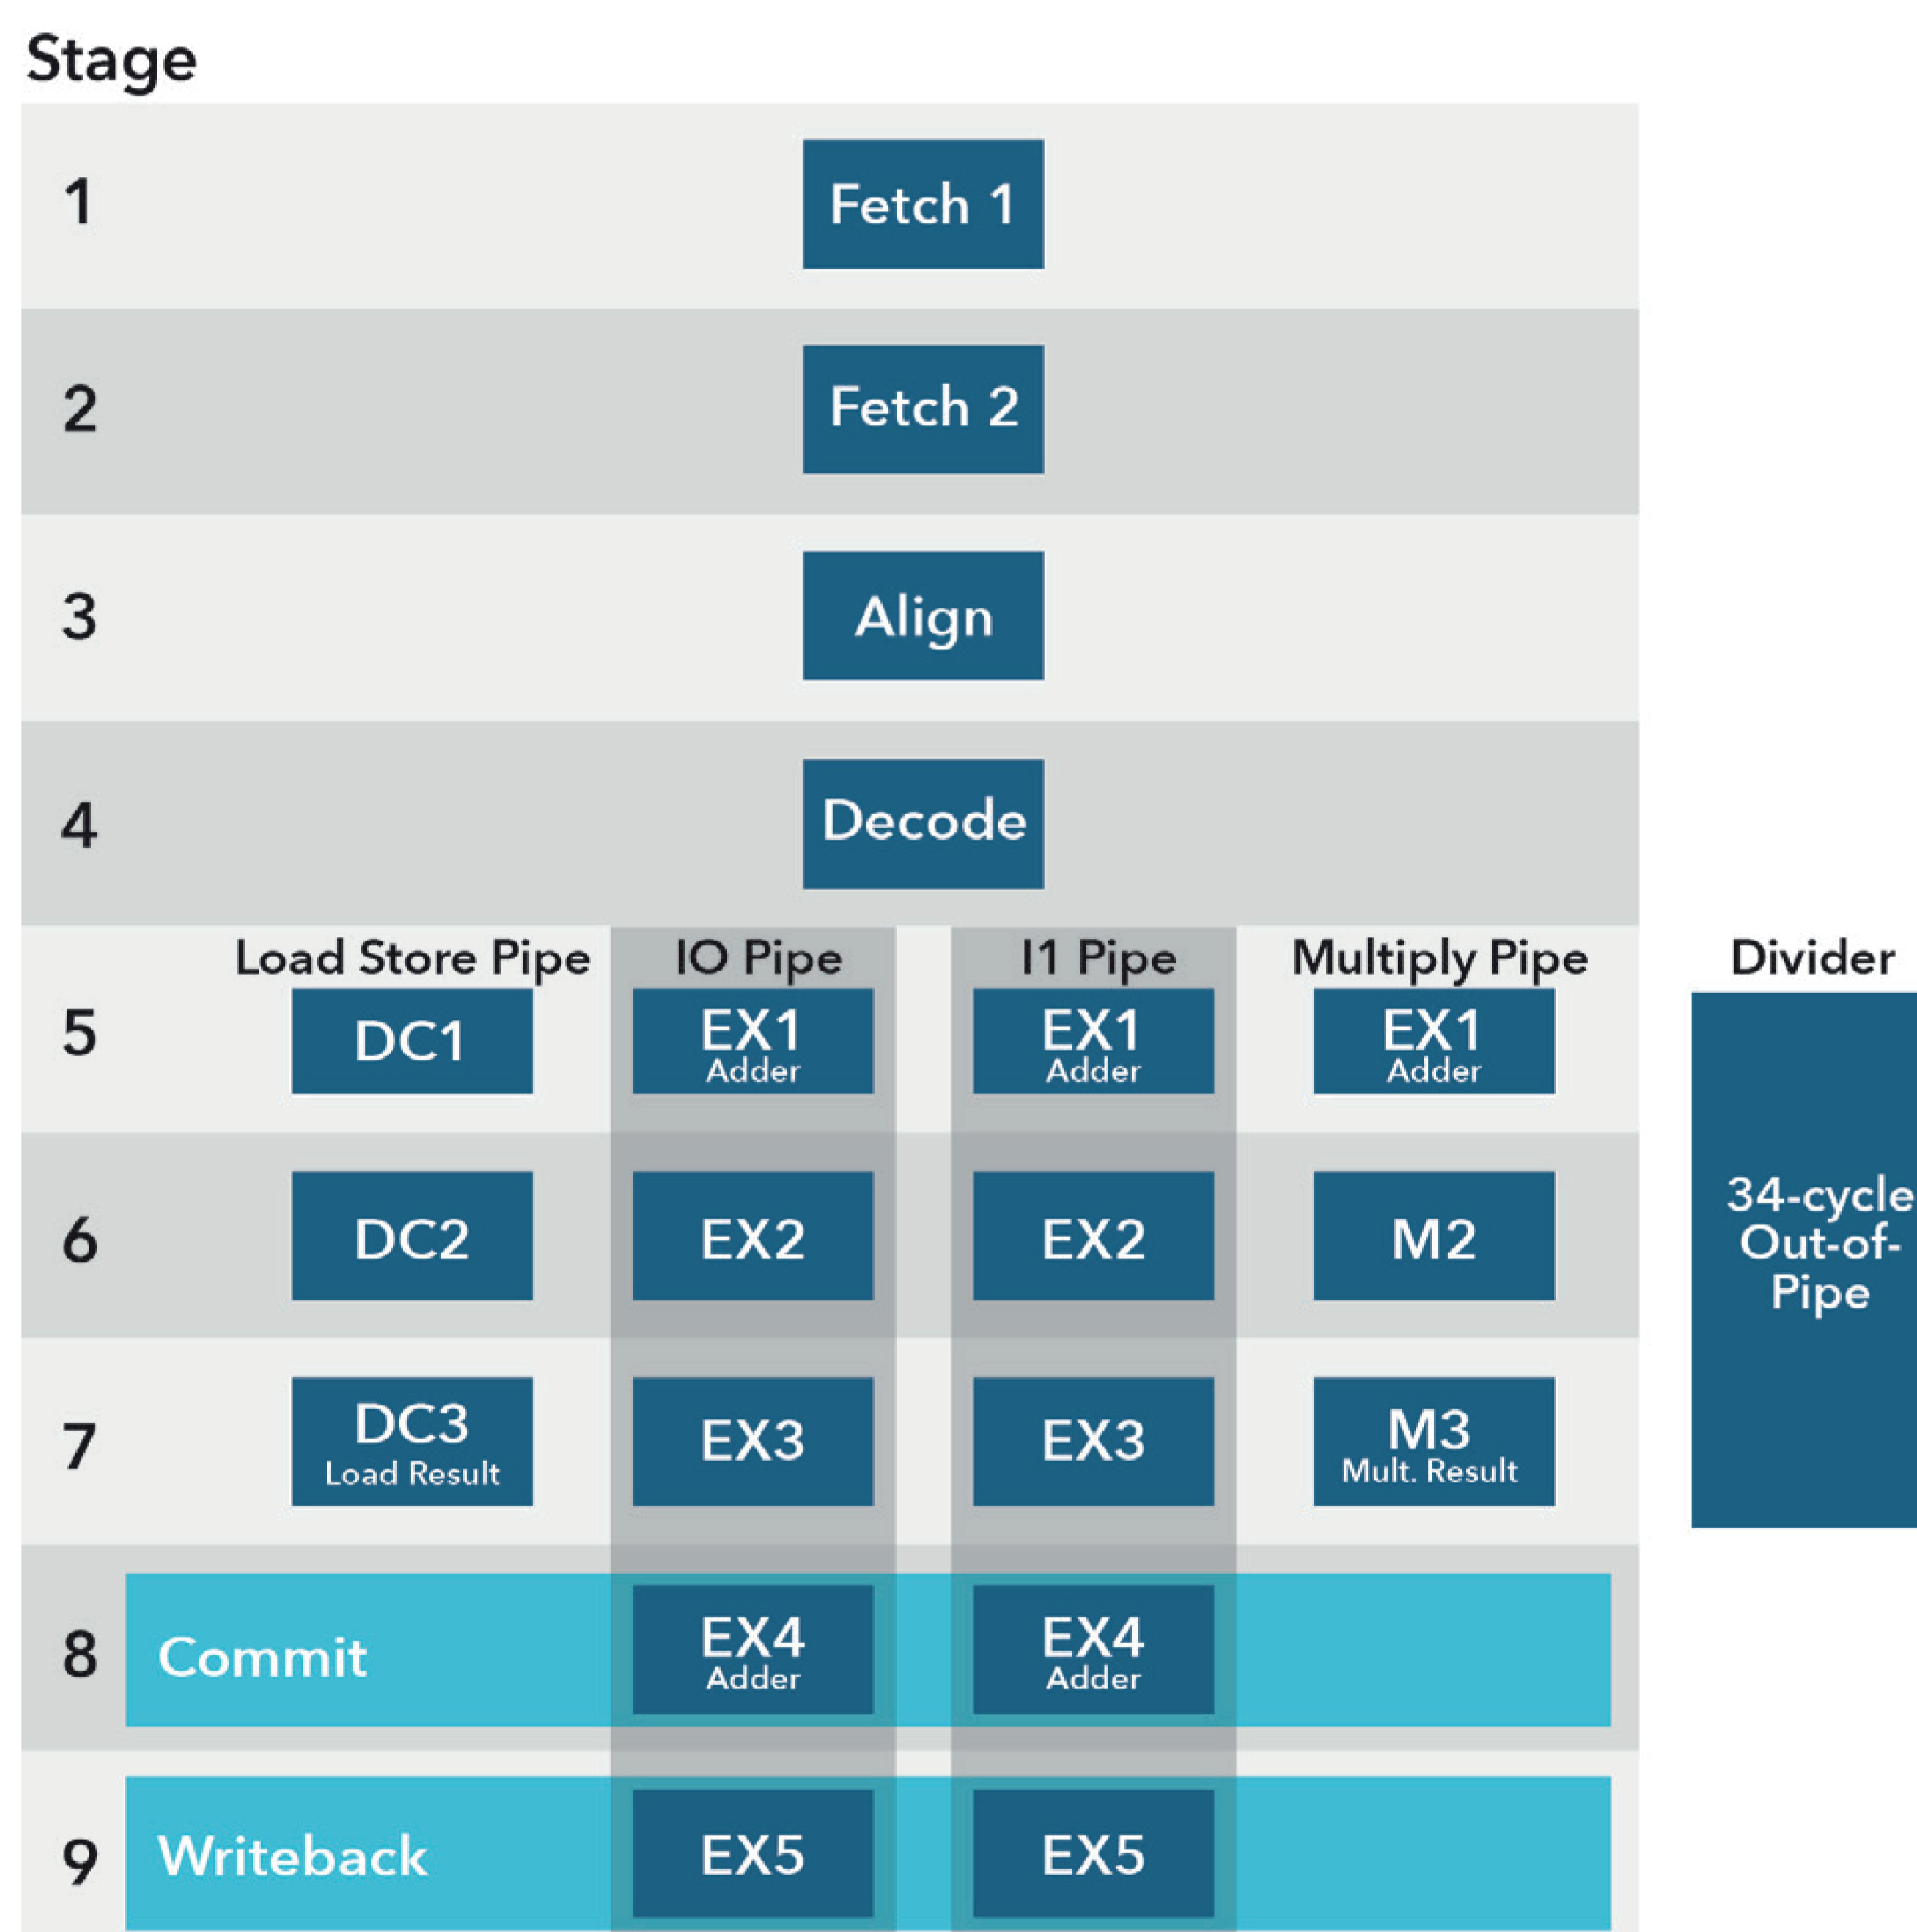 Stage
1
Fetch 1
2
Fetch 2
3
Align
4
Decode
Load Store Pipe IO Pipe I1 Pipe Multiply Pipe Divider
5
DC1
EX1
Adder
EX1
Adder
EX1
Adder
6
DC2
EX2
EX2
M2
34-cycle
Out-of-
Pipe
7
DC3
Load Result
EX3
EX3
M3
Mult. Result
8
Commit
EX4
Adder
EX4
Adder
9
Writeback
EX5
EX5